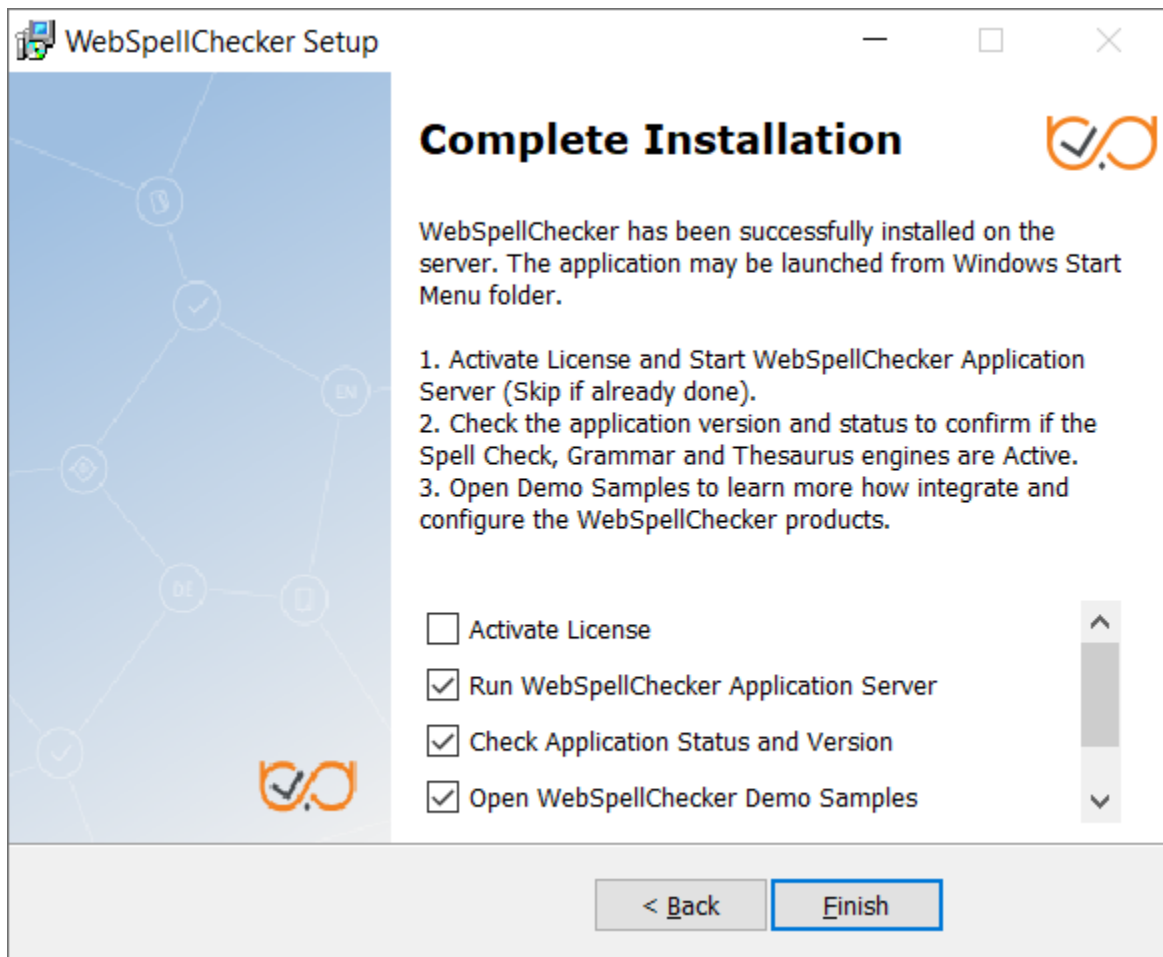 WebSpellChecker Setup
Complete Installation
WebSpellChecker has been successfully installed on the
server. The application may be launched from Windows Start
Menu folder.
1. Activate License and Start WebSpellChecker Application
Server (Skip if already done).
2. Check the application version and status to confirm if the
Spell Check, Grammar and Thesaurus engines are Active.
3. Open Demo Samples to learn more how integrate and
configure the WebSpellChecker products.
EN
DE
Activate License
Run WebSpellChecker Application Server
Check Application Status and Version
Open WebSpellChecker Demo Samples
< Back
Finish